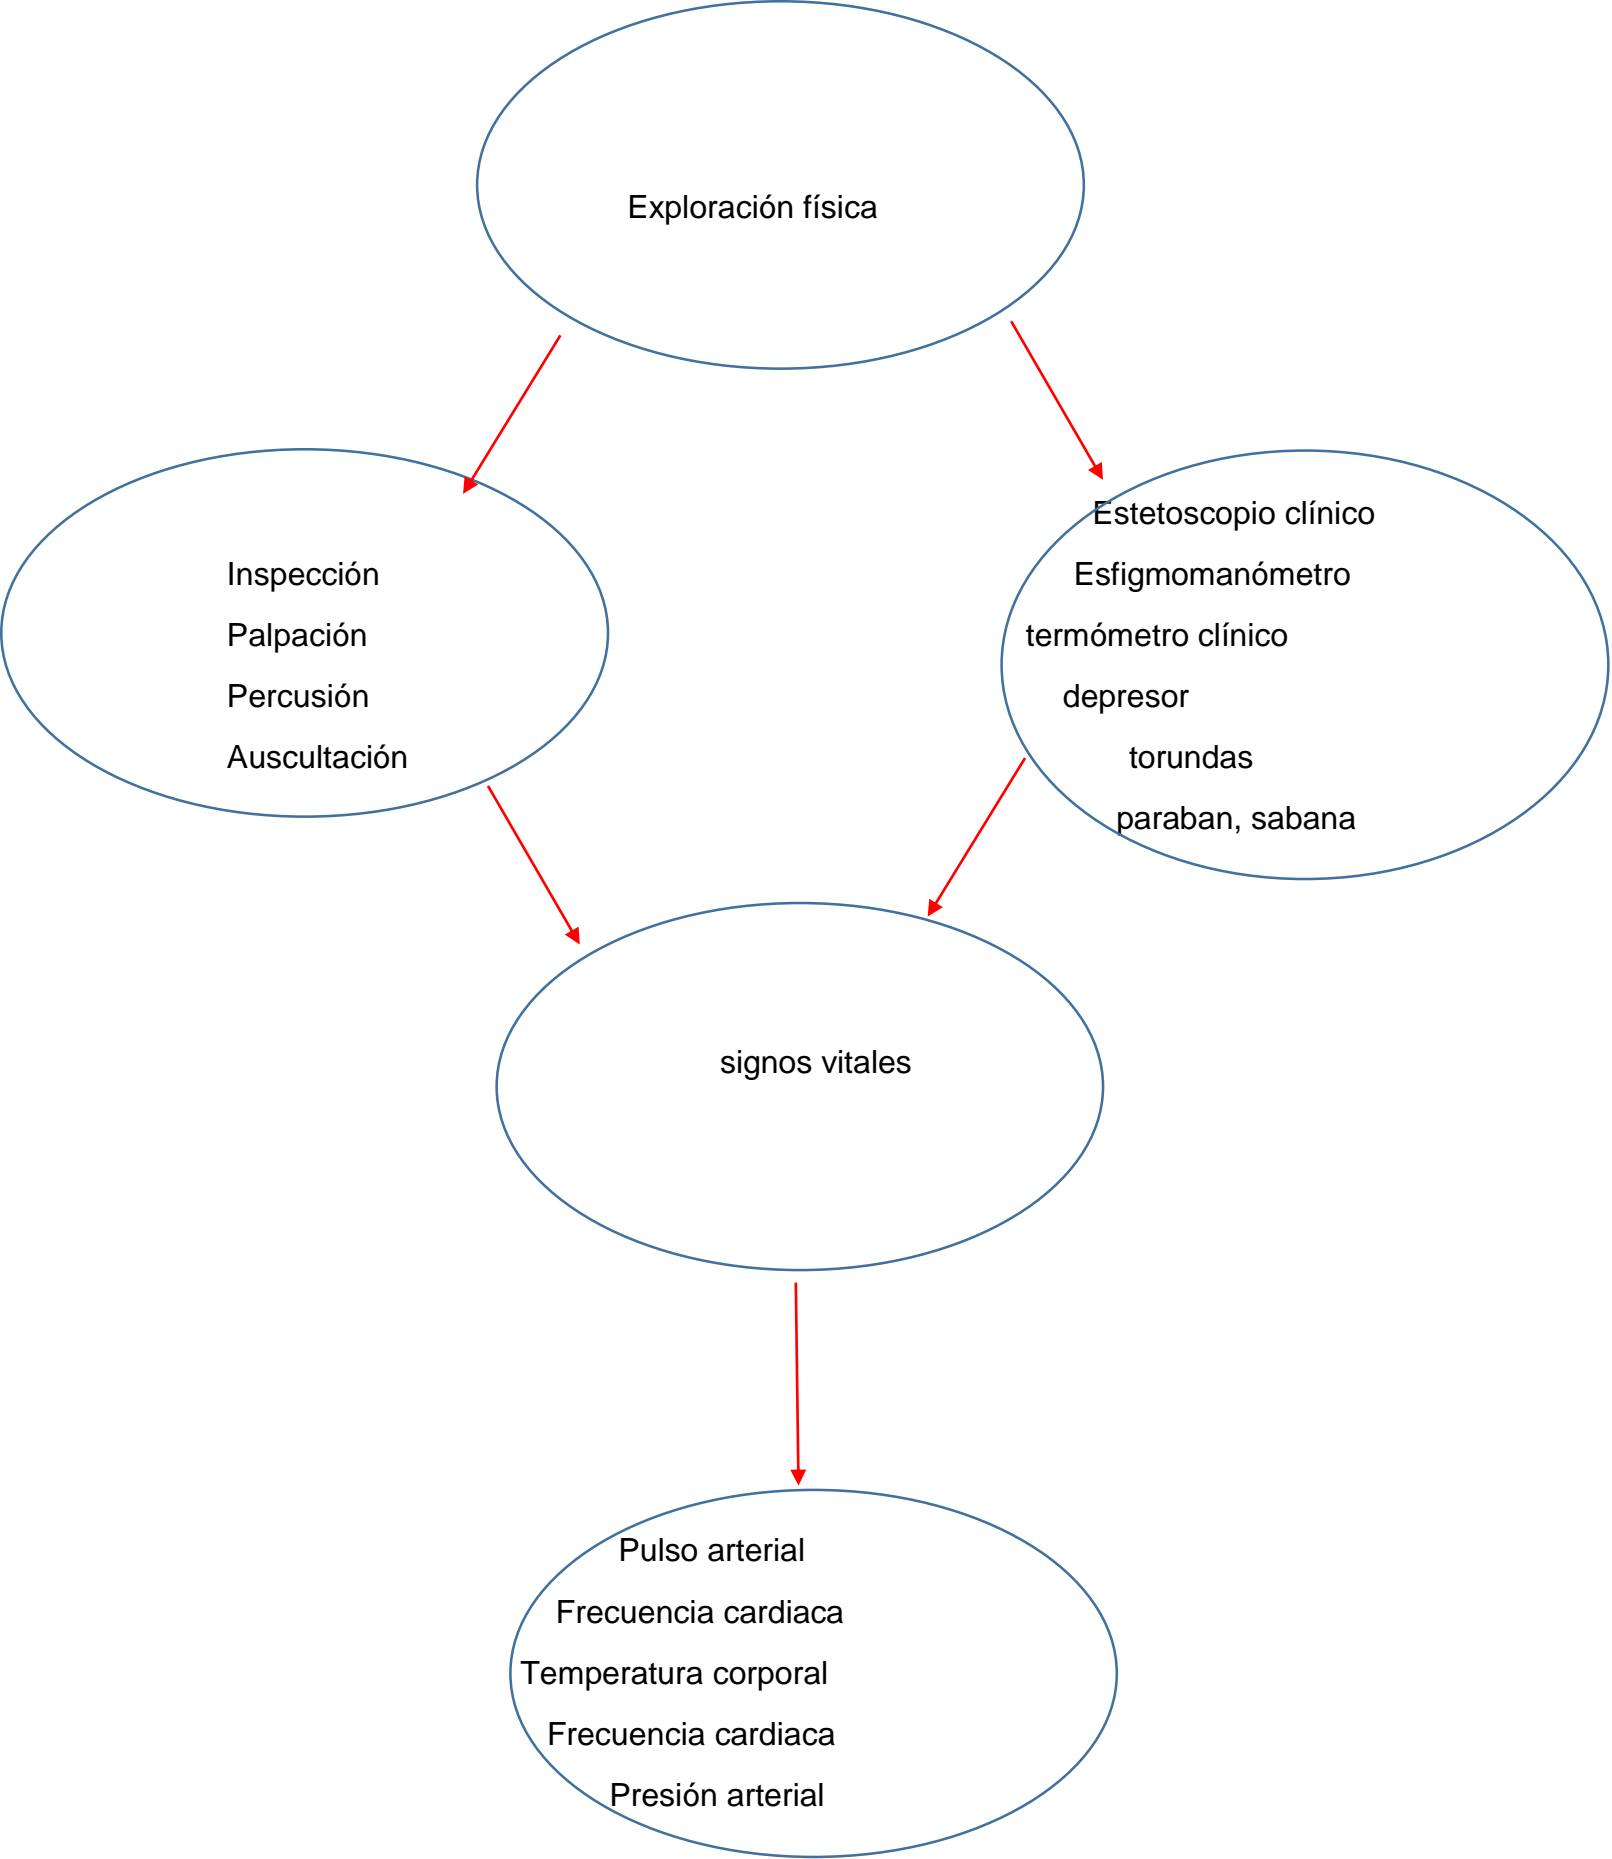 Exploración física
Inspección
Palpación
Percusión
Auscultación
Estetoscopio clínico
Esfigmomanómetro
termómetro clínico
depresor
torundas
paraban, sabana
signos vitales
Pulso arterial
Frecuencia cardiaca
Temperatura corporal
Frecuencia cardiaca
Presión arterial